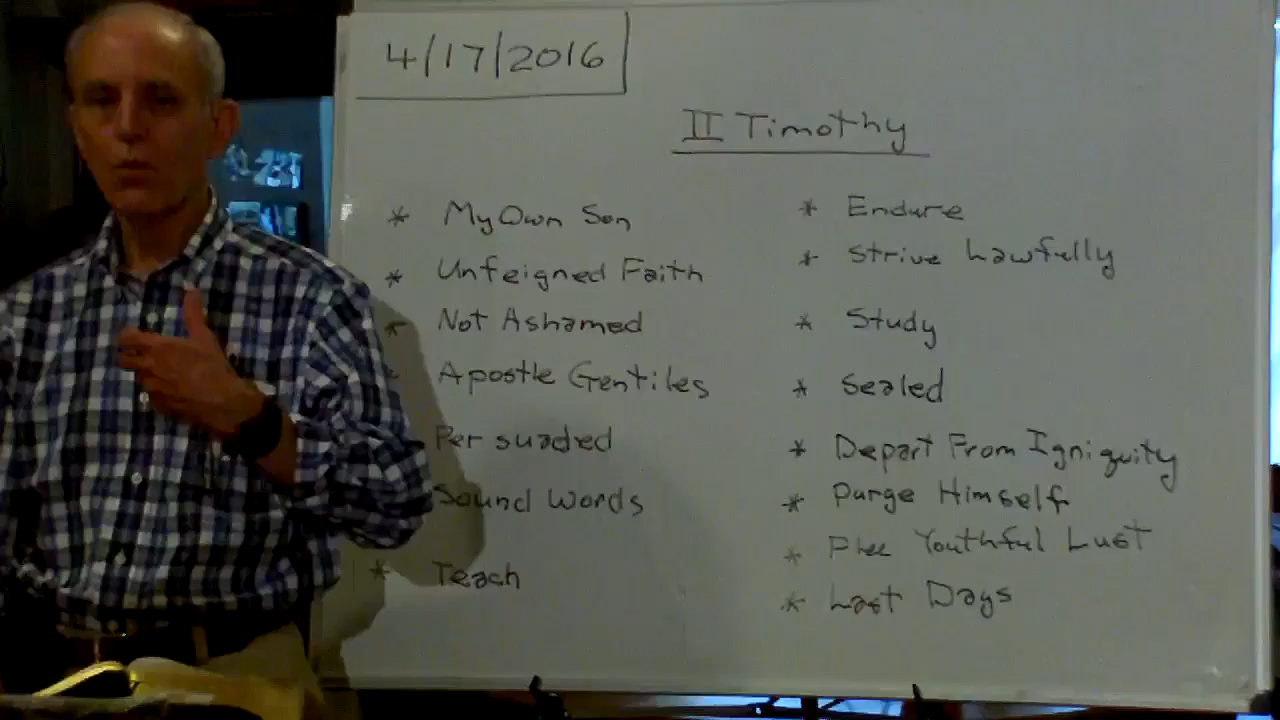 4/17/2016
II Timothy
* My Own Son
* Unfeigned Faith
* Not Ashamed
* Apostle Gentiles
Persuaded
Sound Words
* Teach
* Endure
* Strive Lawfully
* Study
* Sealed
* Depart From Igniquity
* Purge Himself
* Flee Youthful Lust
* Last Days